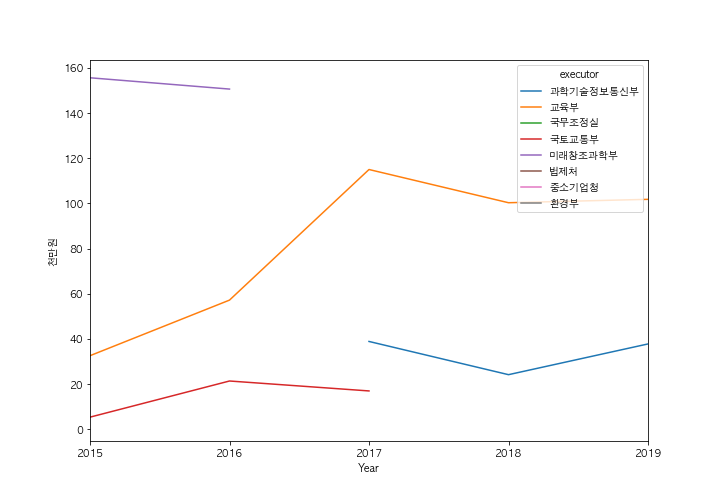 executor
과학기술정보통신부
교육부
국무조정실
국토교통부
미래창조과학부
법제처
중소기업청
환경부
160
140
120
100
80
60
40
20
0
천만원
2015 2016 2017 2018 2019
Year